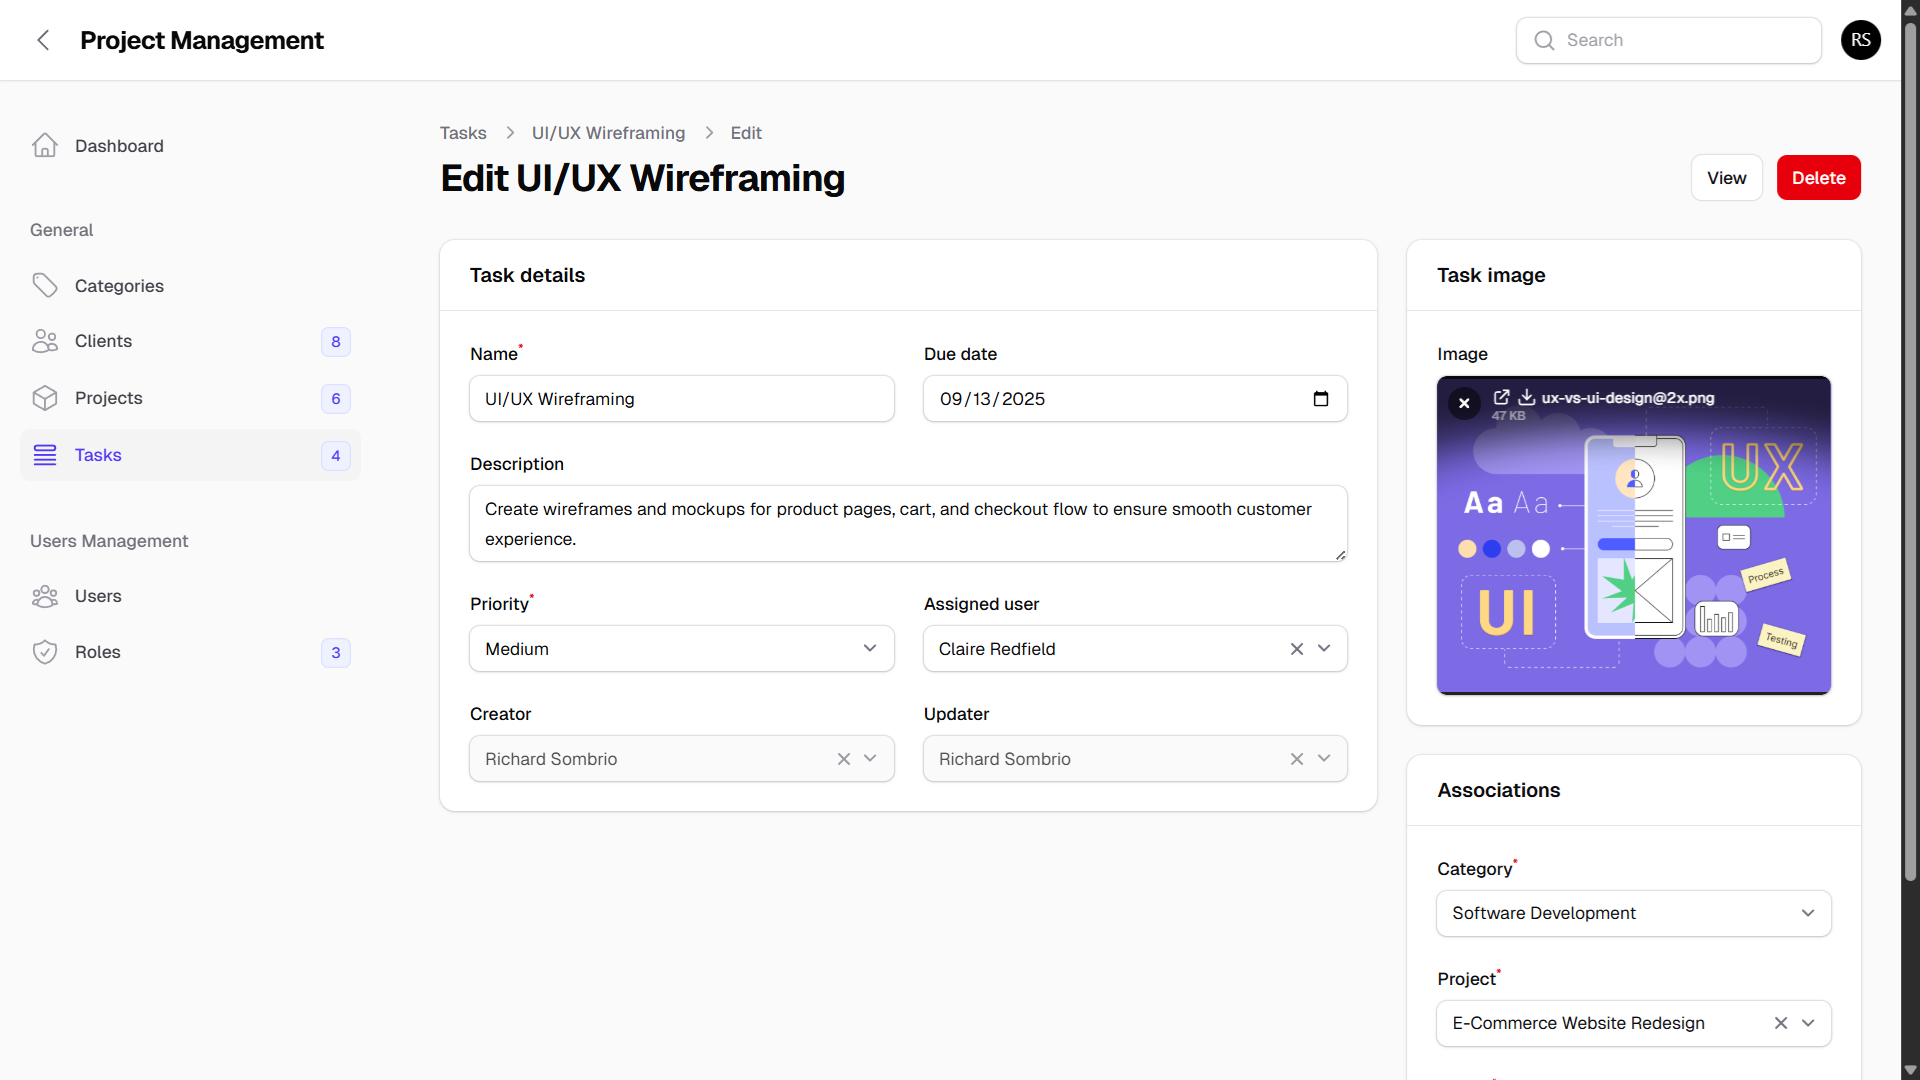 Project Management
Search
RS
Dashboard
General
Categories
Clients
8
Projects
6
Tasks
4
Users Management
Users
Roles
3
Tasks > UI/UX Wireframing > Edit
Edit UI/UX Wireframing
View
Delete
Task details
Name*
UI/UX Wireframing
Due date
09/13/2025
Description
Create wireframes and mockups for product pages, cart, and checkout flow to ensure smooth customer
experience.
Priority*
Medium
Assigned user
Claire Redfield
Creator
Richard Sombrio
Updater
Richard Sombrio
Task image
Image
ux-vs-ui-design@2x.png
47 KB
UX
Aa Aa
Process
UI
Testing
Associations
Category*
Software Development
Project*
E-Commerce Website Redesign